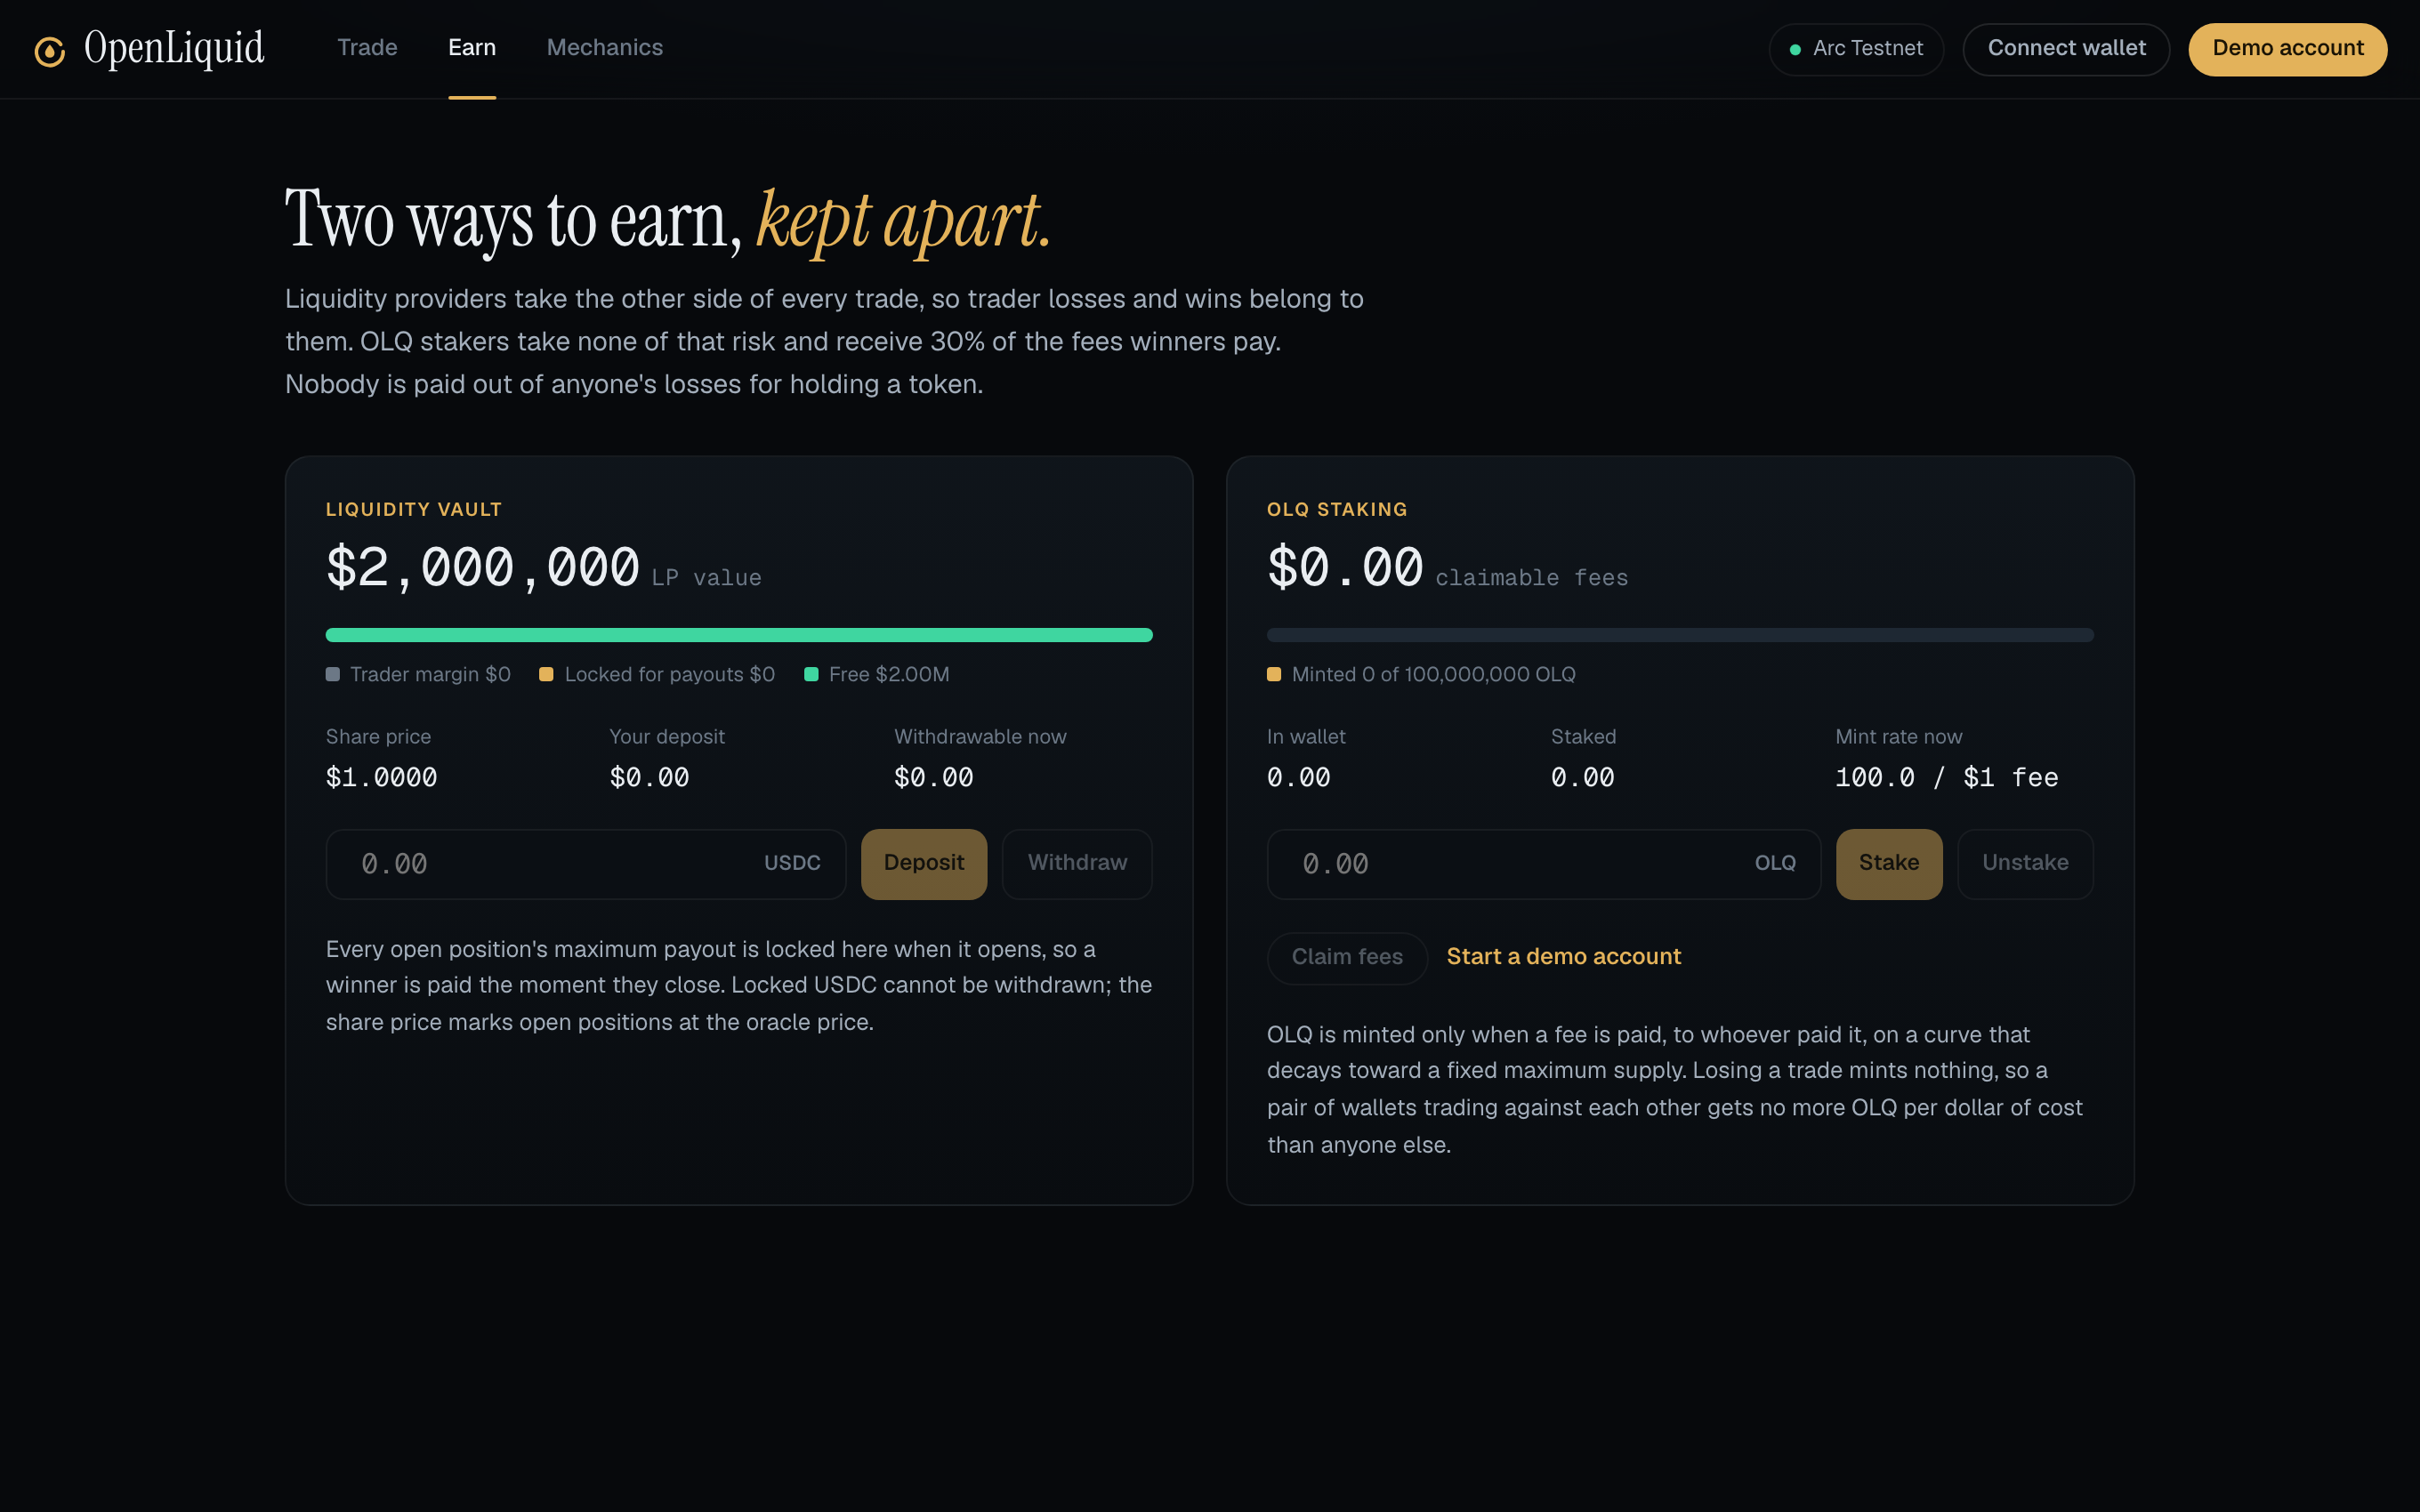 OpenLiquid
Trade
Earn
Mechanics
Arc Testnet
Connect wallet
Demo account
Two ways to earn, kept apart.
Liquidity providers take the other side of every trade, so trader losses and wins belong to
them. OLQ stakers take none of that risk and receive 30% of the fees winners pay.
Nobody is paid out of anyone's losses for holding a token.
LIQUIDITY VAULT
$2,000,000 LP value
Trader margin $0
Locked for payouts $0
Free $2.00M
Share price
Your deposit
Withdrawable now
$1.0000
$0.00
$0.00
0.00
USDC
Deposit
Withdraw
Every open position's maximum payout is locked here when it opens, so a
winner is paid the moment they close. Locked USDC cannot be withdrawn; the
share price marks open positions at the oracle price.
OLQ STAKING
$0.00 claimable fees
Minted 0 of 100,000,000 OLQ
In wallet
Staked
Mint rate now
0.00
0.00
100.0 / $1 fee
0.00
OLQ
Stake
Unstake
Claim fees
Start a demo account
OLQ is minted only when a fee is paid, to whoever paid it, on a curve that
decays toward a fixed maximum supply. Losing a trade mints nothing, so a
pair of wallets trading against each other gets no more OLQ per dollar of cost
than anyone else.